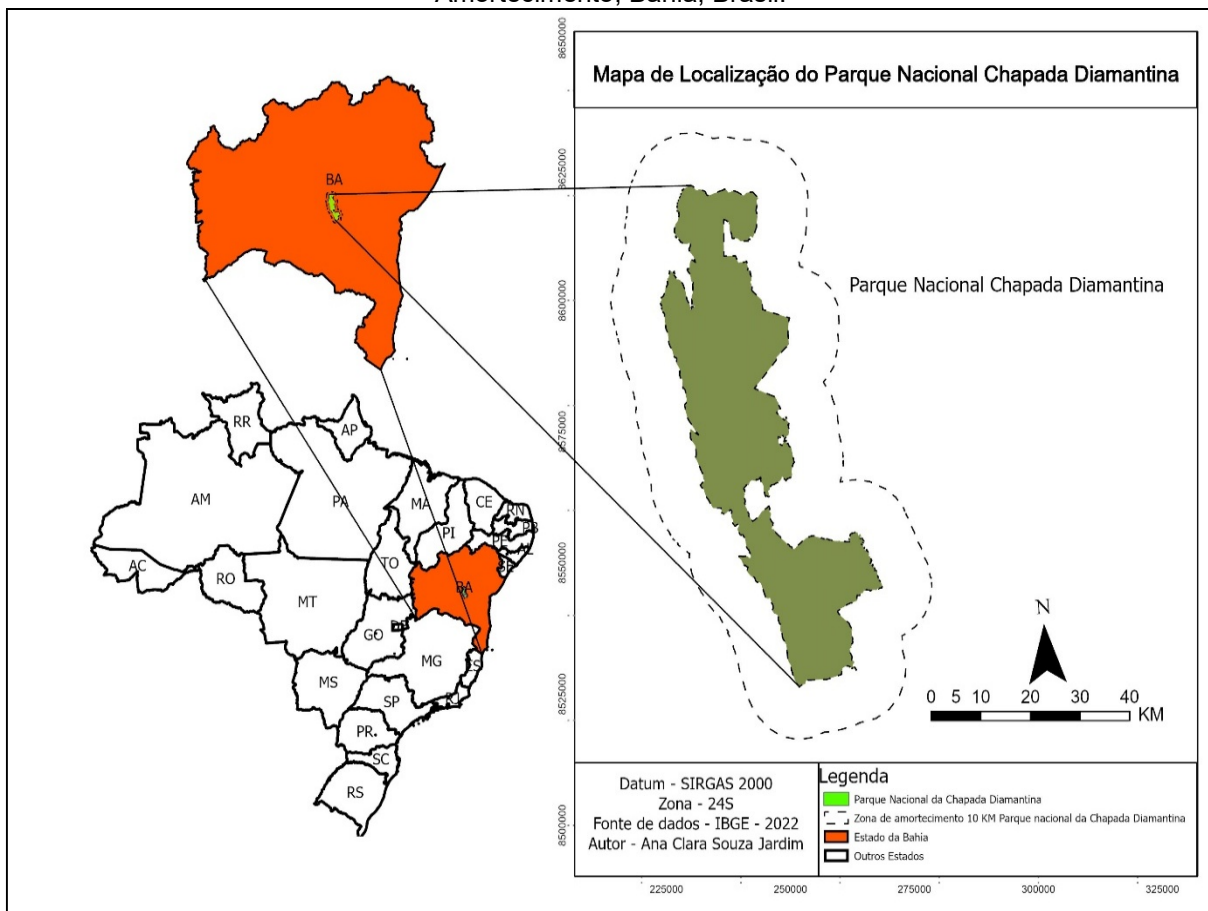 Amortecimento, Bahia, Brasil.
Mapa de Localização do Parque Nacional Chapada Diamantina
BA
Parque Nacional Chapada Diamantina
8650000
8625000
8600000
8575000
8550000
8525000
8500000
RR
AP
AM
PA
MA
CE
RN
PB
PI
PE
AL
SE
AC
RO
TO
BA
MT
GO
DF
MG
ES
MS
SP
RJ
PR
SC
RS
N
0 5 10 20 30 40
KM
Datum - SIRGAS 2000
Zona - 24S
Fonte de dados - IBGE - 2022
Autor - Ana Clara Souza Jardim
Legenda
Parque Nacional da Chapada Diamantina
Zona de amortecimento 10 KM Parque nacional da Chapada Diamantina
Estado da Bahia
Outros Estados
225000 250000 275000 300000 325000